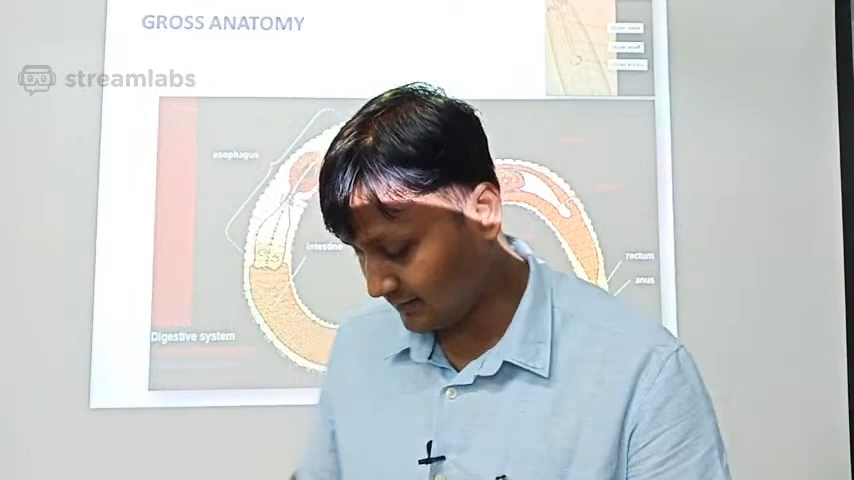 GROSS ANATOMY
streamlabs
esophagus
intestine
rectum
anus
Digestive system